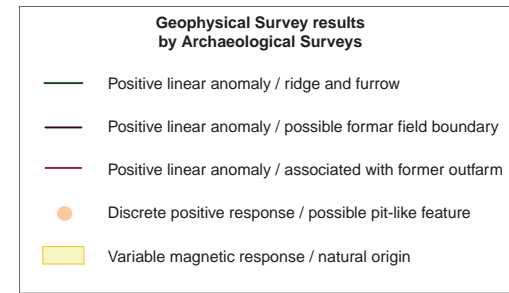 Geophysical Survey results
by Archaeological Surveys
Positive linear anomaly / ridge and furrow
Positive linear anomaly / possible formar field boundary
Positive linear anomaly / associated with former outfarm
Discrete positive response / possible pit-like feature
Variable magnetic response / natural origin